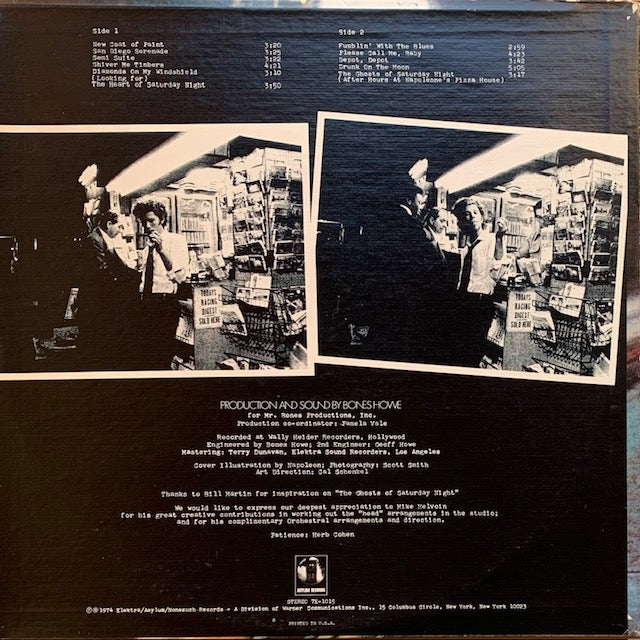 Side 1
New Coat of Paint 3:20
San Diego Serenade 3:25
Semi Suite 3:22
Shiver Me Timbers 4:21
Diamonds On My Windshield 3:10
(Looking for)
The Heart of Saturday Night 3:50
Side 2
Fumblin' With The Blues 2:59
Please Call Me, Baby 4:23
Depot, Depot 3:42
Drunk On The Moon 5:05
The Ghosts of Saturday Night 3:17
(After Hours At Napoleone's Pizza House)
TODAYS
RACING
DIGEST
SOLD HERE
TODAYS
RACING
DIGEST
SOLD HERE
PRODUCTION AND SOUND BY BONES HOWE
for Mr. Bones Productions, Inc.
Production co-ordinator: Pamela Vale
Recorded at Wally Heider Recorders, Hollywood
Engineered by Bones Howe; 2nd Engineer: Geoff Howe
Mastering: Terry Dunavan, Elektra Sound Recorders, Los Angeles
Cover Illustration by Napoleon; Photography: Scott Smith
Art Direction: Cal Schenkel
Thanks to Bill Martin for inspiration on "The Ghosts of Saturday Night"
We would like to express our deepest appreciation to Mike Melvoin
for his great creative contributions in working out the "head" arrangements in the studio;
and for his complimentary Orchestral arrangements and direction.
Patience: Herb Cohen
ASYLUM RECORDS
STEREO 7E-1015
℗©1974 Elektra/Asylum/Nonesuch Records – A Division of Warner Communications Inc., 15 Columbus Circle, New York, New York 10023
PRINTED IN U.S.A.